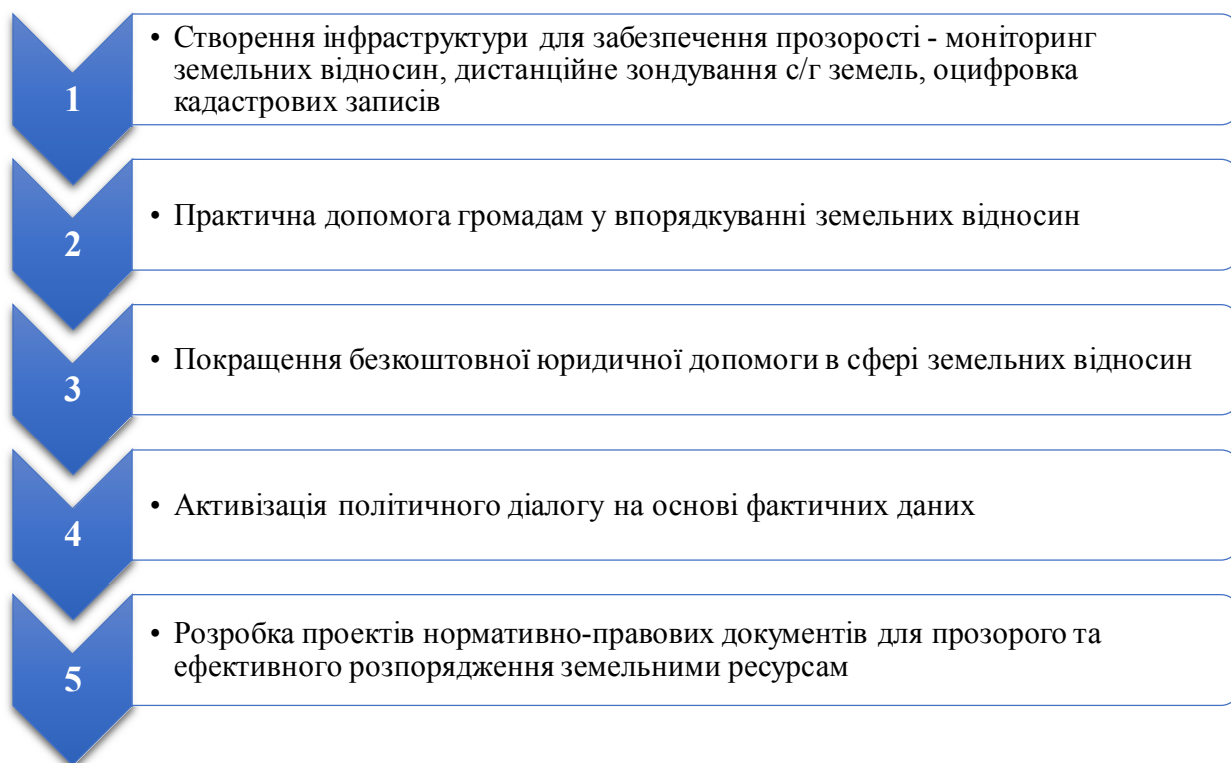 1
• Створення інфраструктури для забезпечення прозорості - моніторинг
земельних відносин, дистанційне зондування с/г земель, оцифровка
кадастрових записів
2
• Практична допомога громадам у впорядкуванні земельних відносин
3
• Покращення безкоштовної юридичної допомоги в сфері земельних відносин
4
• Активізація політичного діалогу на основі фактичних даних
5
• Розробка проектів нормативно-правових документів для прозорого та
ефективного розпорядження земельними ресурсам